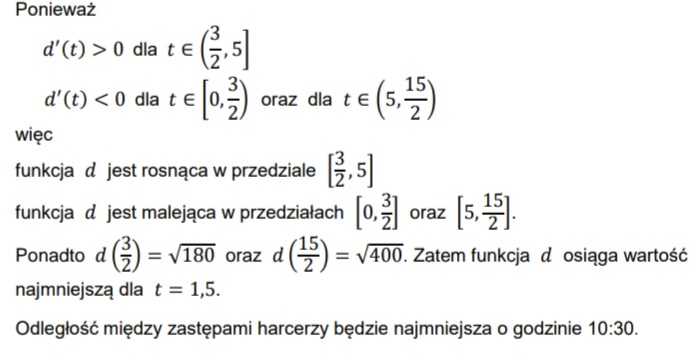 Ponieważ
d′(t) > 0 dla t ∈ (3/2, 5]
d′(t) < 0 dla t ∈ [0, 3/2) oraz dla t ∈ (5, 15/2)
więc
funkcja d jest rosnąca w przedziale [3/2, 5]
funkcja d jest malejąca w przedziałach [0, 3/2] oraz [5, 15/2].
Ponadto d(3/2) = √180 oraz d(15/2) = √400. Zatem funkcja d osiąga wartość
najmniejszą dla t = 1,5.
Odległość między zastępami harcerzy będzie najmniejsza o godzinie 10:30.